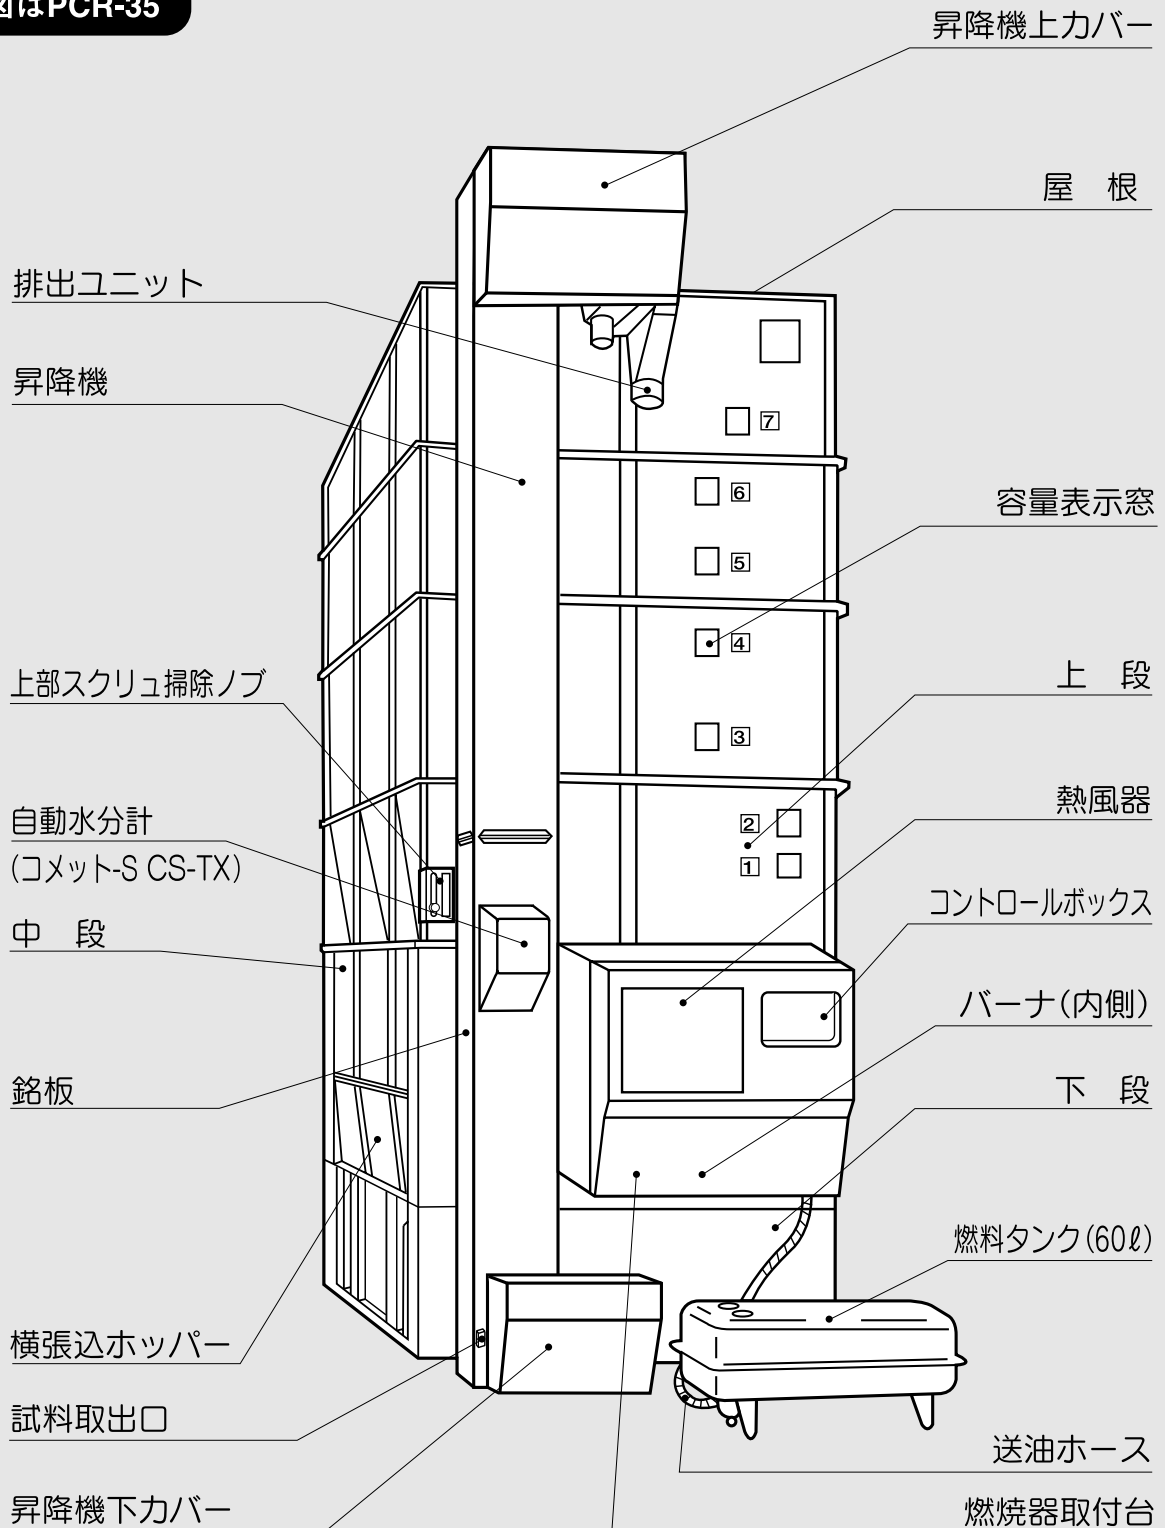 図はPCR-35
昇降機上カバー
屋　根
排出ユニット
昇降機
容量表示窓
上部スクリュ掃除ノブ
上　段
自動水分計
(コメット-S CS-TX)
熱風器
中　段
コントロールボックス
バーナ(内側)
銘板
下　段
燃料タンク(60ℓ)
横張込ホッパー
試料取出口
送油ホース
昇降機下カバー
燃焼器取付台
7
6
5
4
3
2
1